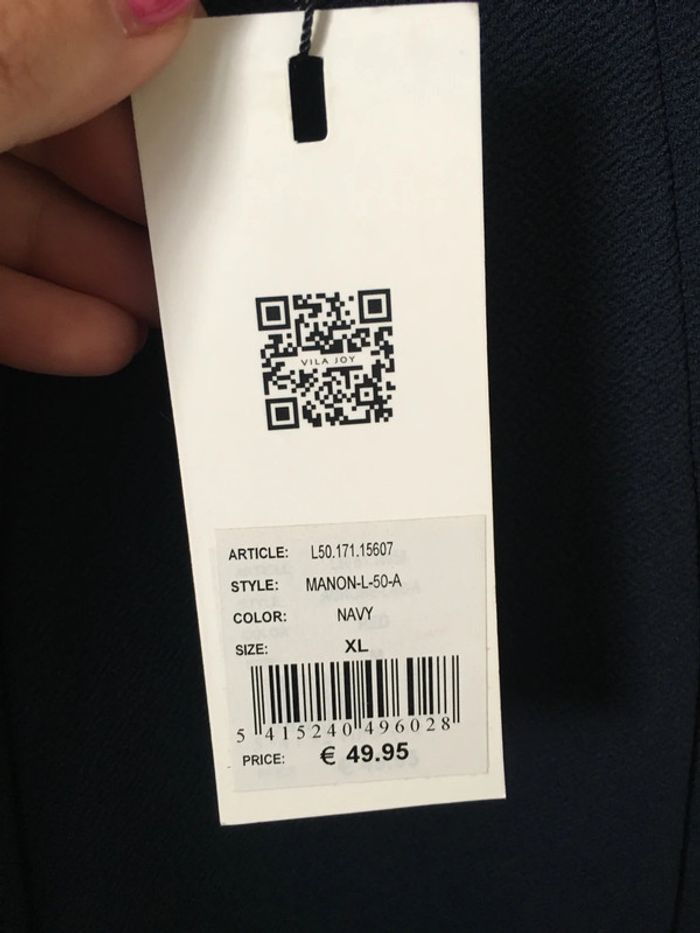 VILA JOY
ARTICLE: L50.171.15607
STYLE: MANON-L-50-A
COLOR: NAVY
SIZE: XL
5 415240 496028
PRICE: € 49.95